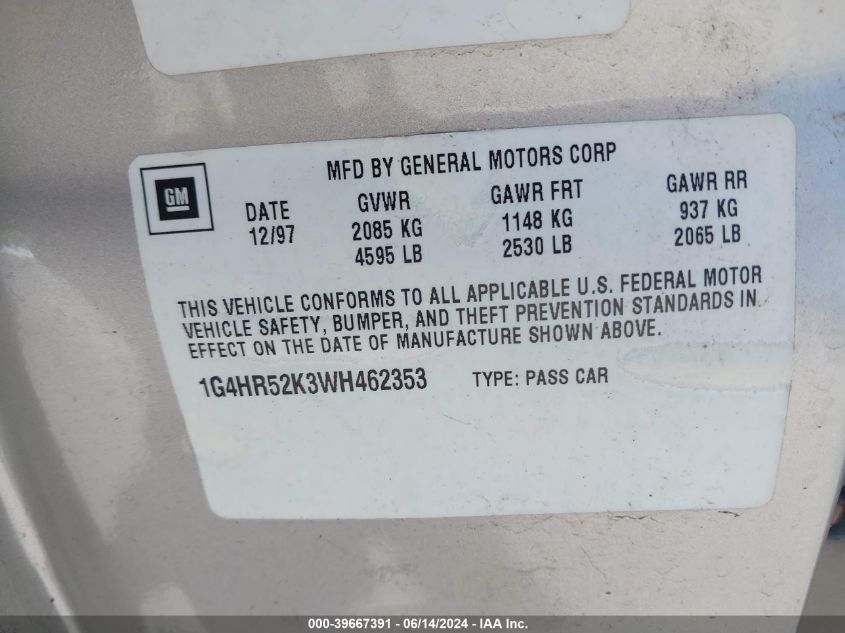 MFD BY GENERAL MOTORS CORP
GM
DATE GVWR GAWR FRT GAWR RR
12/97 2085 KG 1148 KG 937 KG
4595 LB 2530 LB 2065 LB
THIS VEHICLE CONFORMS TO ALL APPLICABLE U.S. FEDERAL MOTOR
VEHICLE SAFETY, BUMPER, AND THEFT PREVENTION STANDARDS IN
EFFECT ON THE DATE OF MANUFACTURE SHOWN ABOVE.
1G4HR52K3WH462353 TYPE: PASS CAR
000-39667391 - 06/14/2024 - IAA Inc.